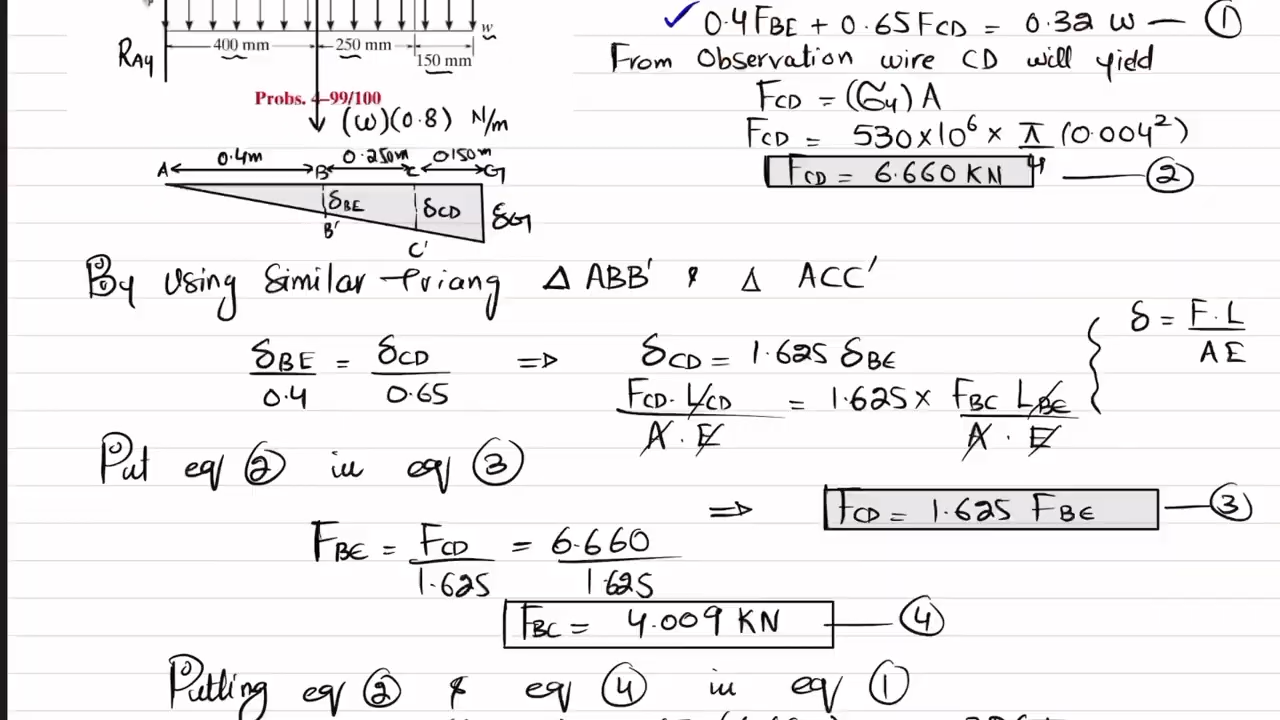 ✓ 0.4FBE + 0.65FCD = 0.32 w — ①
w
400 mm 250 mm 150 mm
RAy
From Observation wire CD will yield
Probs. 4–99/100
FCD = (σy) A
(w)(0.8) N/m
FCD = 530×10⁶ × π/4 (0.004²)
0.4m 0.250m 0.150m
A B C G
FCD = 6.660 KN — ②
δBE δCD δG
B'
C'
By Using Similar triang Δ ABB' & Δ ACC'
δ = F.L / AE
δBE / 0.4 = δCD / 0.65 ⇒ δCD = 1.625 δBE
FCD. LCD / A . E = 1.625 × FBC LBE / A . E
Put eq ② in eq ③
⇒ FCD = 1.625 FBE — ③
FBE = FCD / 1.625 = 6.660 / 1.625
FBC = 4.009 KN — ④
Putting eq ② & eq ④ in eq ①